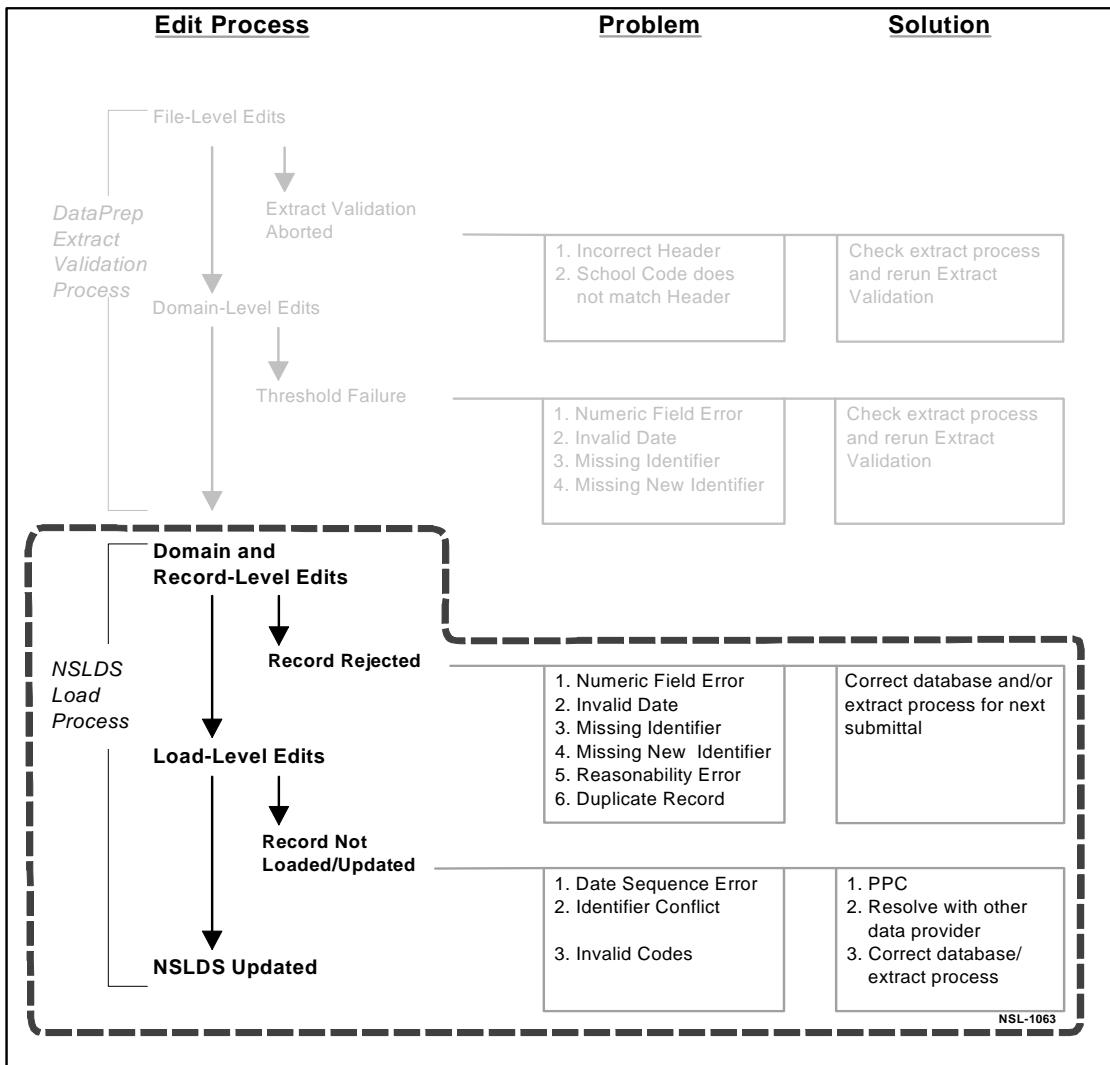 Edit Process
Problem
Solution
File-Level Edits
DataPrep
Extract
Validation
Process
Extract Validation
Aborted
1. Incorrect Header
2. School Code does
not match Header
Check extract process
and rerun Extract
Validation
Domain-Level Edits
Threshold Failure
1. Numeric Field Error
2. Invalid Date
3. Missing Identifier
4. Missing New Identifier
Check extract process
and rerun Extract
Validation
Domain and
Record-Level Edits
NSLDS
Load
Process
Record Rejected
1. Numeric Field Error
2. Invalid Date
3. Missing Identifier
4. Missing New Identifier
5. Reasonability Error
6. Duplicate Record
Correct database and/or
extract process for next
submittal
Load-Level Edits
Record Not
Loaded/Updated
1. Date Sequence Error
2. Identifier Conflict
3. Invalid Codes
1. PPC
2. Resolve with other
data provider
3. Correct database/
extract process
NSLDS Updated
NSL-1063